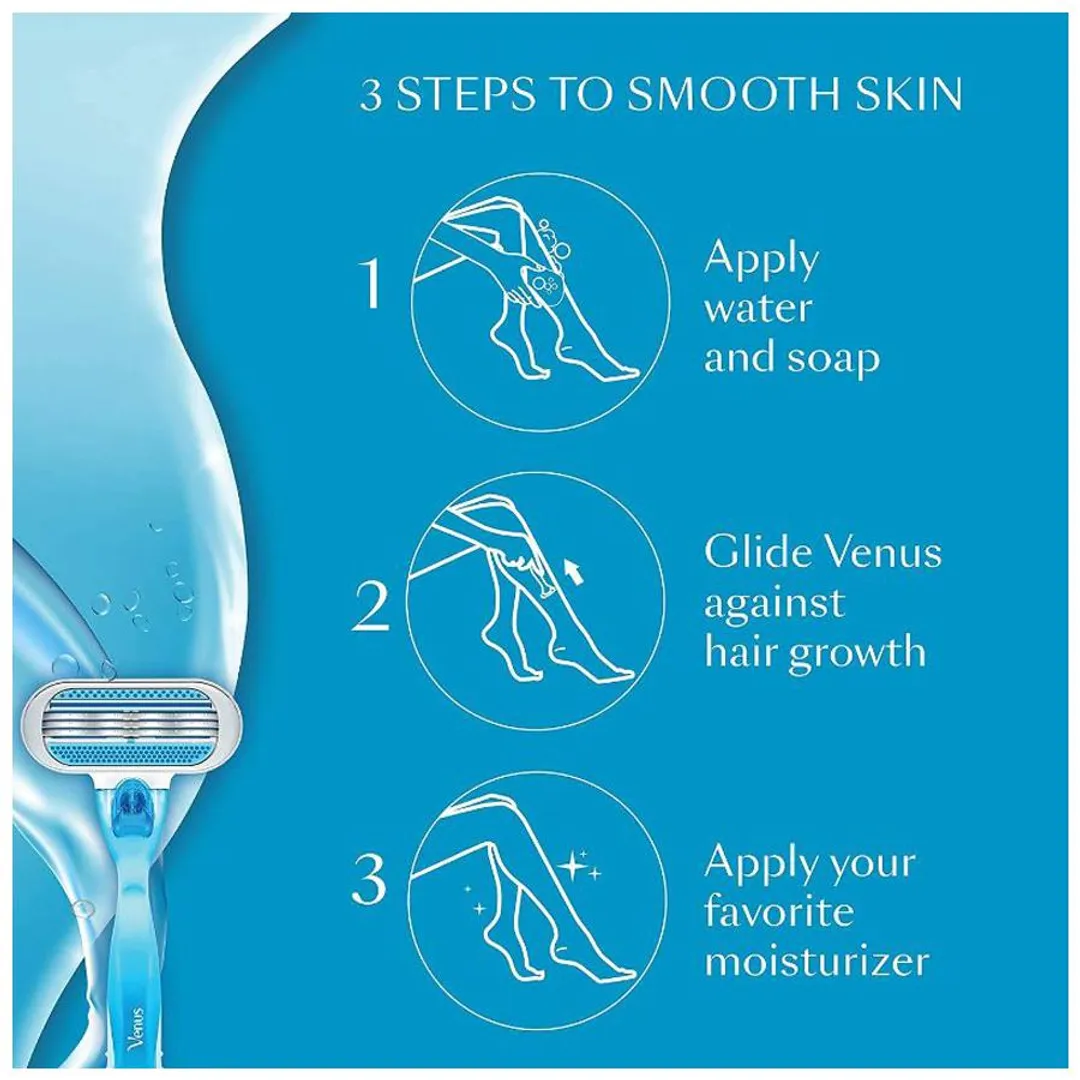 3 STEPS TO SMOOTH SKIN
1
Apply
water
and soap
2
Glide Venus
against
hair growth
3
Apply your
favorite
moisturizer
Venus